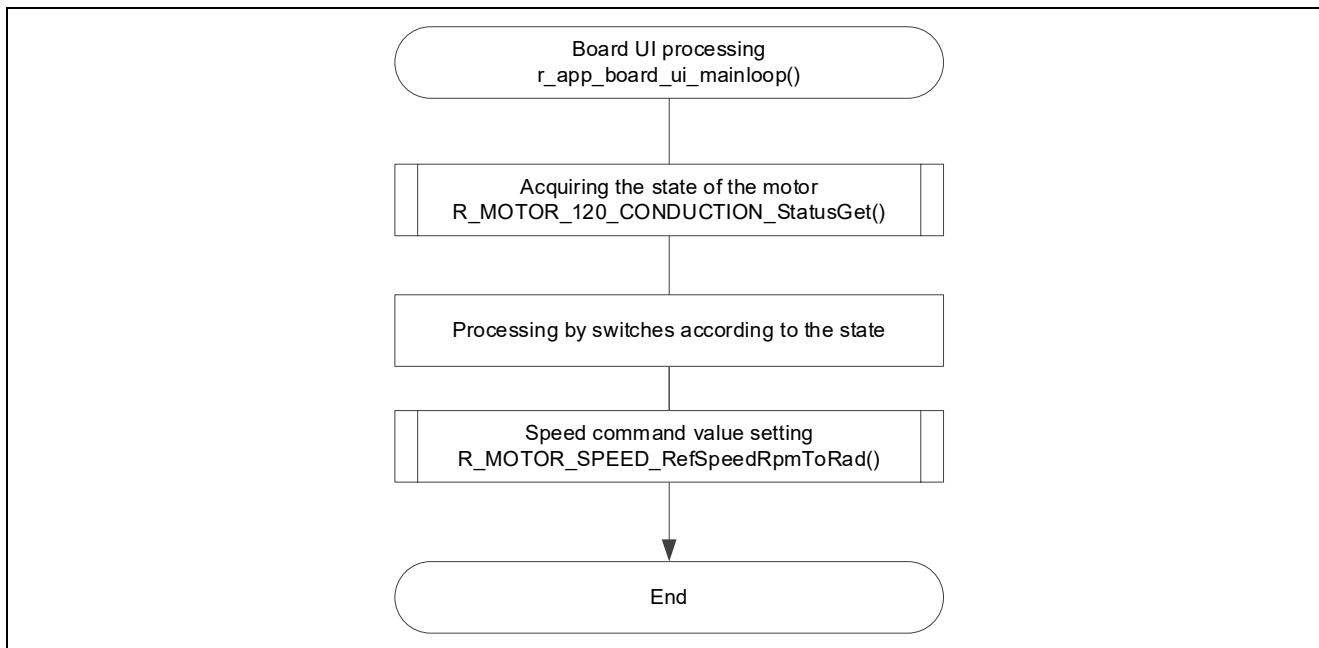 Board UI processing
r_app_board_ui_mainloop()
Acquiring the state of the motor
R_MOTOR_120_CONDUCTION_StatusGet()
Processing by switches according to the state
Speed command value setting
R_MOTOR_SPEED_RefSpeedRpmToRad()
End